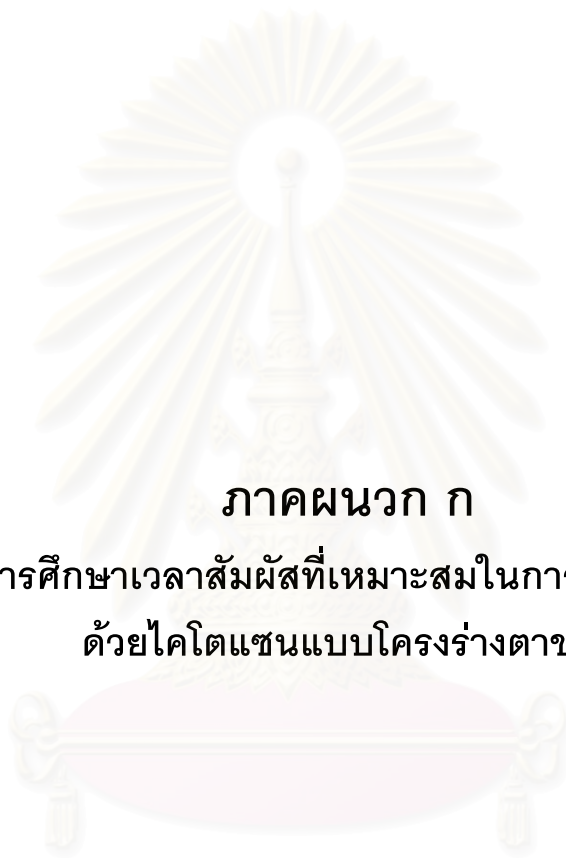 ภาคผนวก ก
ารศึกษาเวลาสัมผัสที่เหมาะสมในการ
ด้วยไคโตแซนแบบโครงร่างตาข